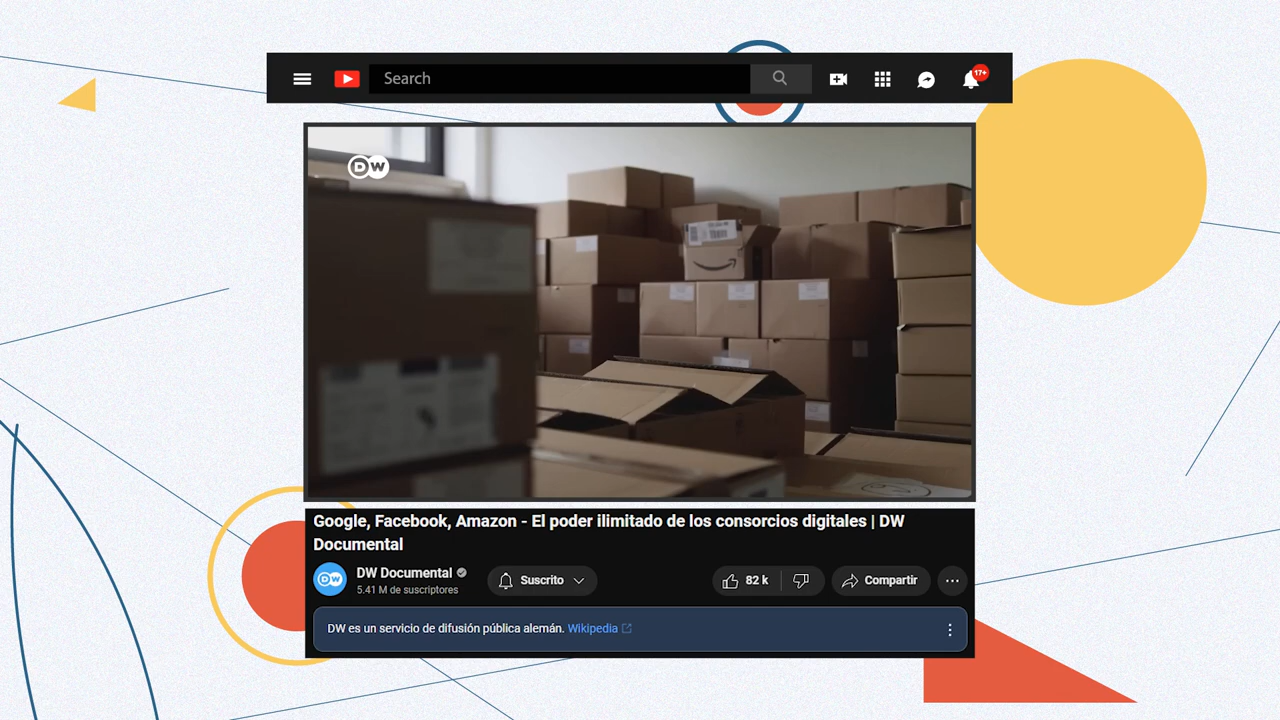 Search
17+
DW
Google, Facebook, Amazon - El poder ilimitado de los consorcios digitales | DW
Documental
DW
DW Documental
5.41 M de suscriptores
Suscrito
82 k
Compartir
DW es un servicio de difusión pública alemán. Wikipedia